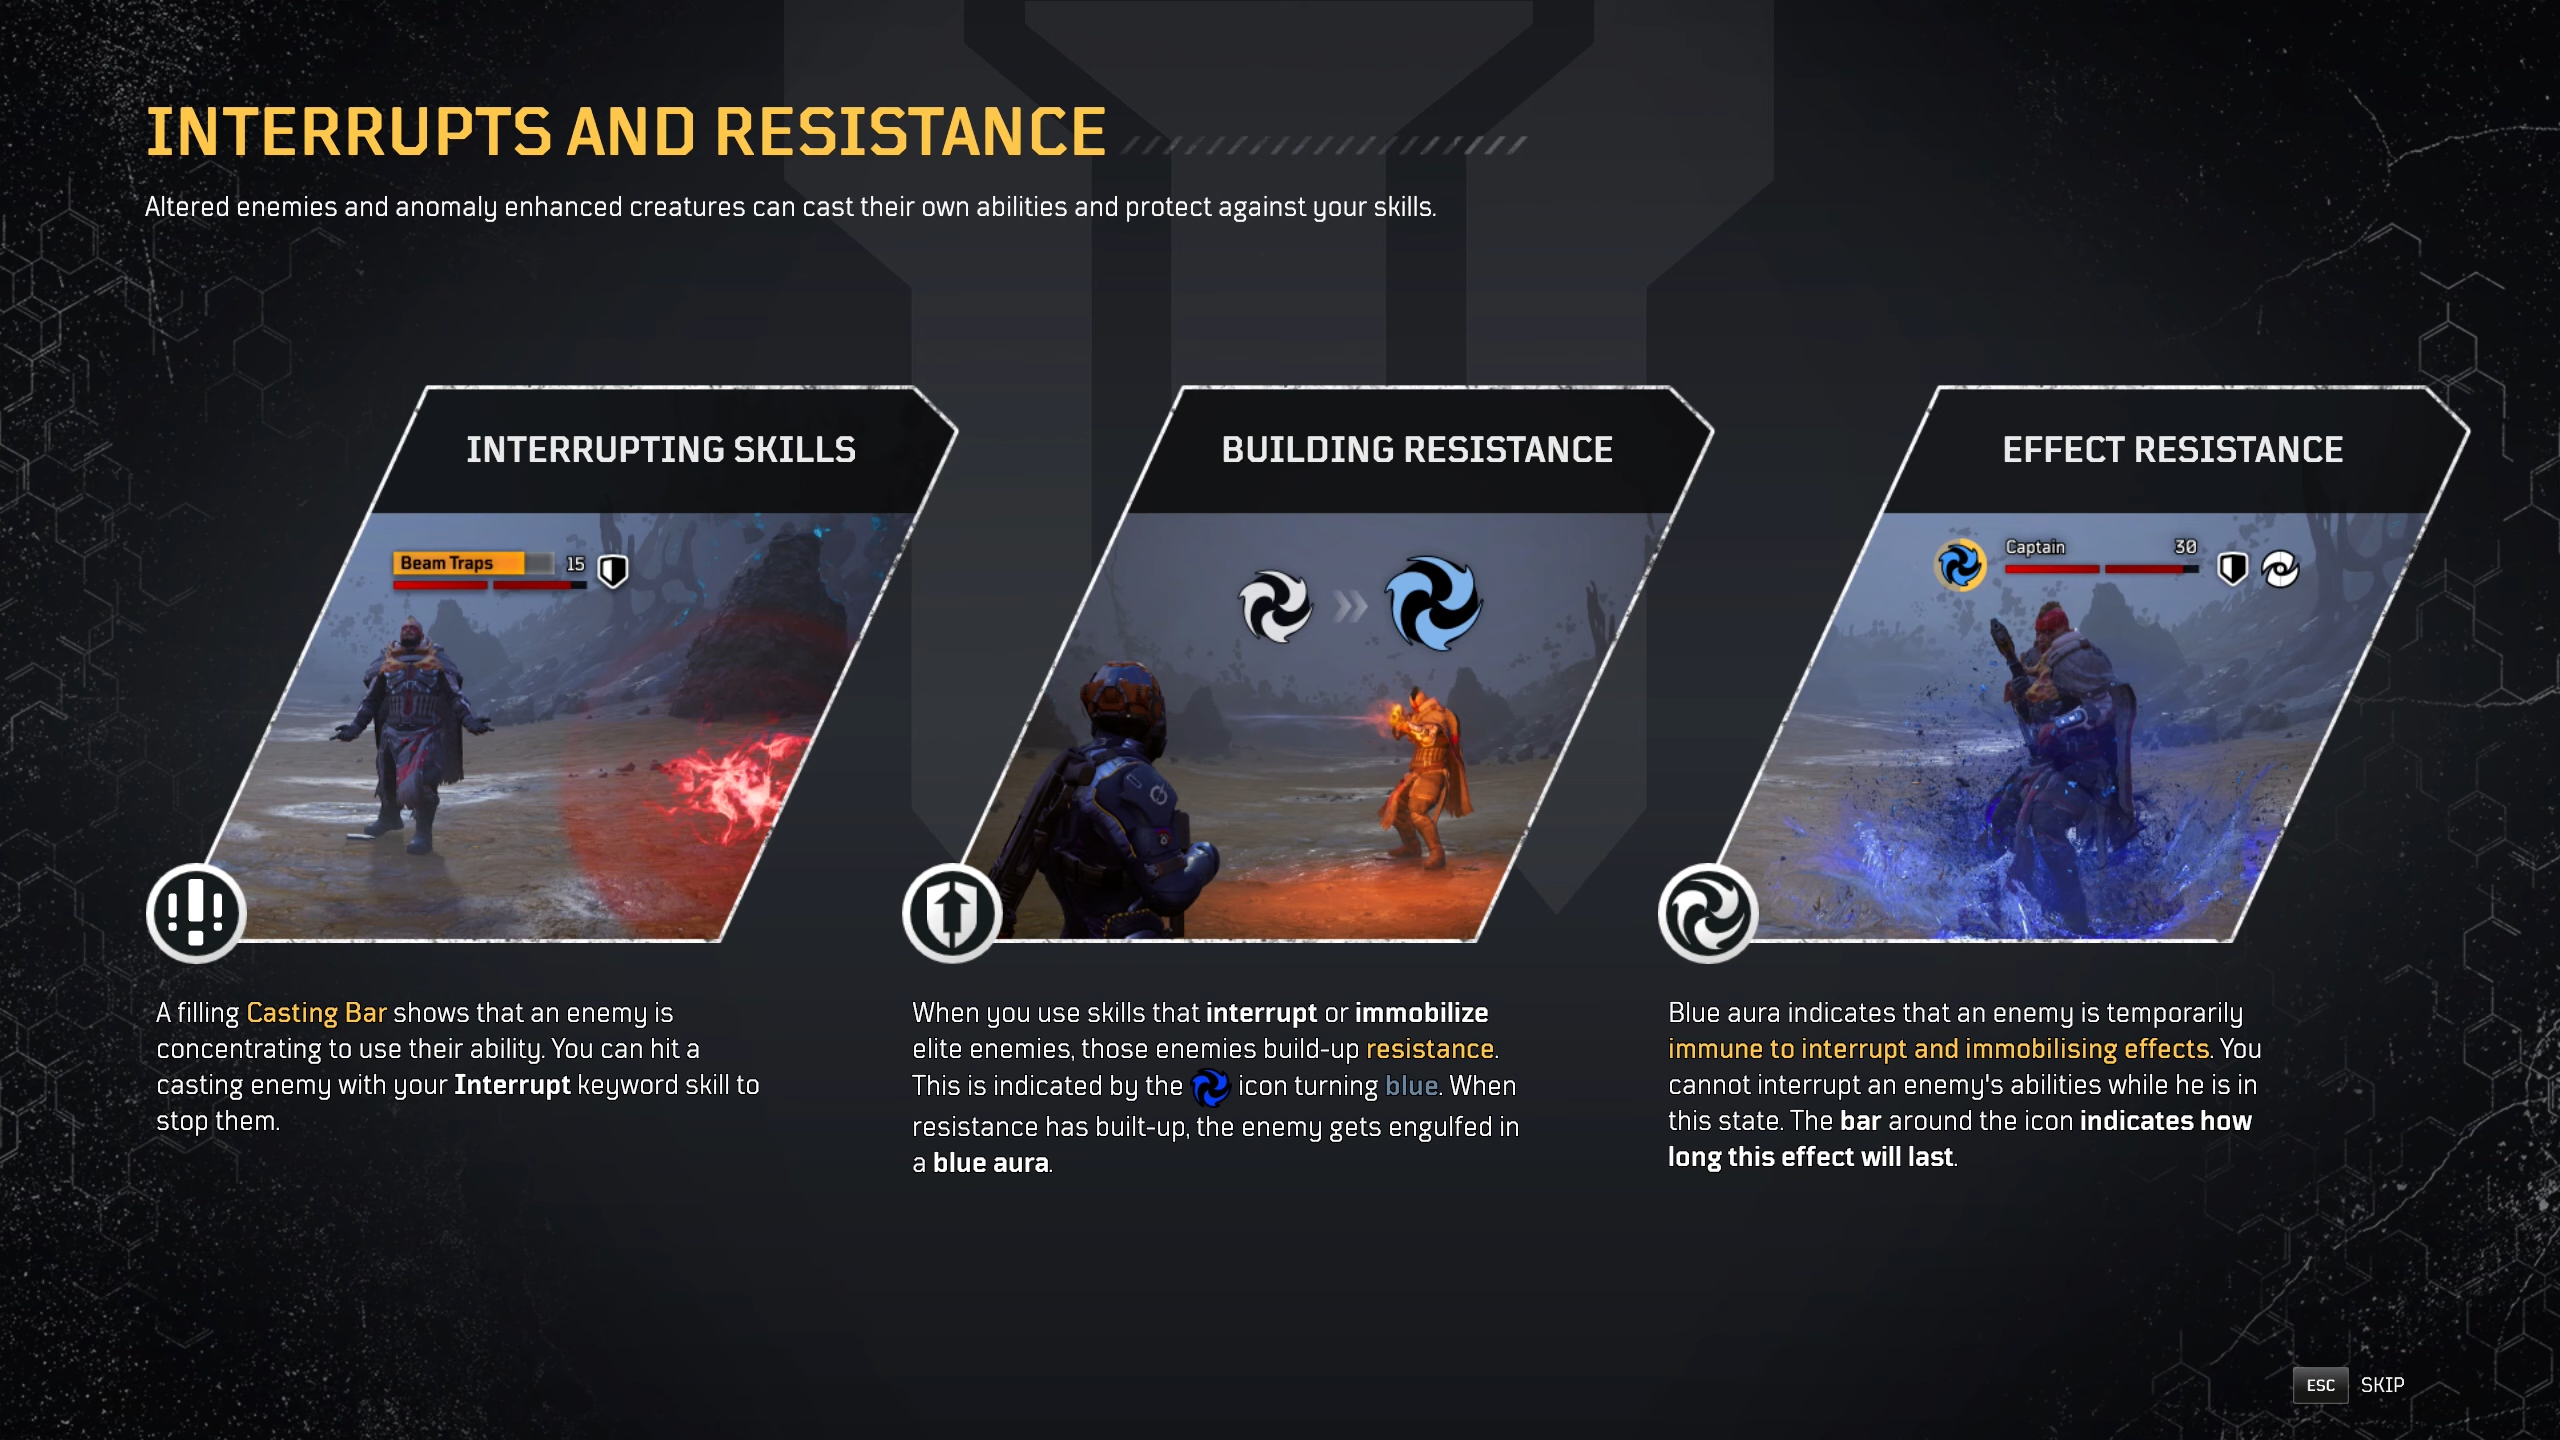 INTERRUPTS AND RESISTANCE
Altered enemies and anomaly enhanced creatures can cast their own abilities and protect against your skills.
INTERRUPTING SKILLS
Beam Traps 15
A filling Casting Bar shows that an enemy is
concentrating to use their ability. You can hit a
casting enemy with your Interrupt keyword skill to
stop them.
BUILDING RESISTANCE
When you use skills that interrupt or immobilize
elite enemies, those enemies build-up resistance.
This is indicated by the icon turning blue. When
resistance has built-up, the enemy gets engulfed in
a blue aura.
EFFECT RESISTANCE
Captain 30
Blue aura indicates that an enemy is temporarily
immune to interrupt and immobilising effects. You
cannot interrupt an enemy's abilities while he is in
this state. The bar around the icon indicates how
long this effect will last.
ESC SKIP